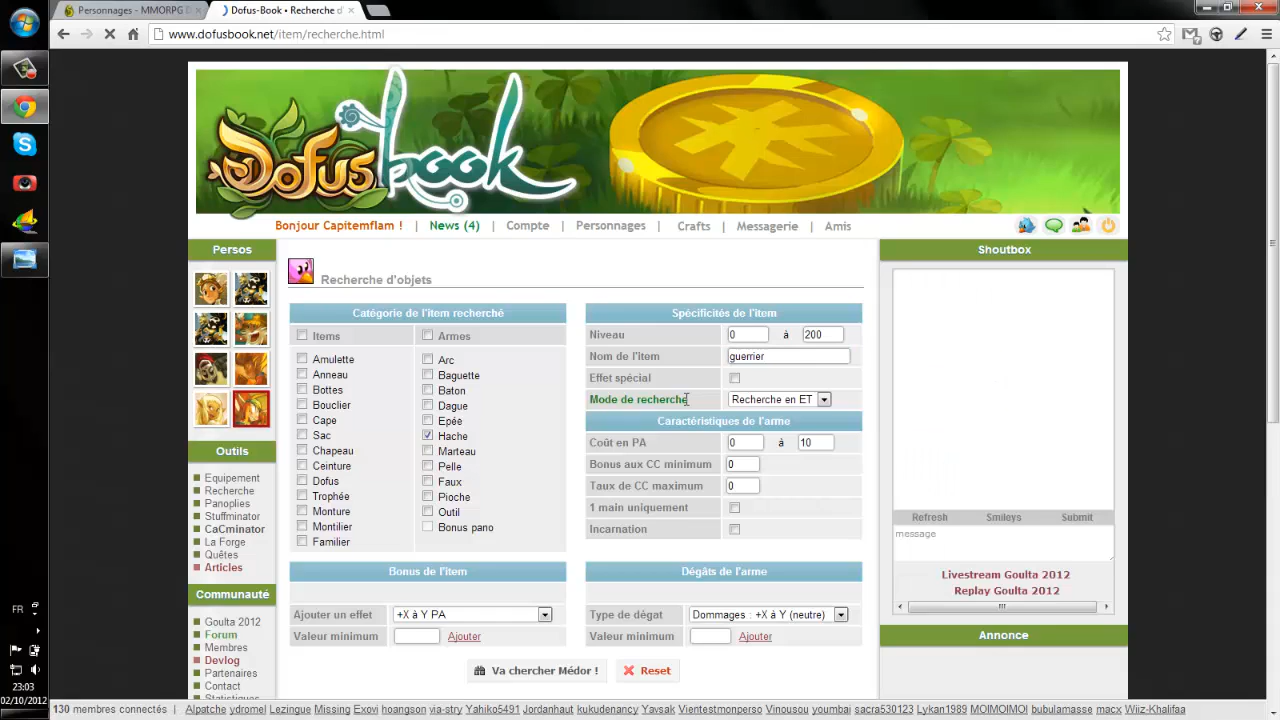 Personnages - MMORPG D
Dofus-Book • Recherche d'
www.dofusbook.net/item/recherche.html
Dofus book
Bonjour Capitemflam ! | News (4) | Compte | Personnages | Crafts | Messagerie | Amis
Persos
Outils
Equipement
Recherche
Panoplies
Stuffminator
CaCminator
La Forge
Quêtes
Articles
Communauté
Goulta 2012
Forum
Membres
Devlog
Partenaires
Contact
Statistiques
Recherche d'objets
Catégorie de l'item recherché
Items
Armes
Amulette
Anneau
Bottes
Bouclier
Cape
Sac
Chapeau
Ceinture
Dofus
Trophée
Monture
Montilier
Familier
Arc
Baguette
Baton
Dague
Epée
Hache
Marteau
Pelle
Faux
Pioche
Outil
Bonus pano
Spécificités de l'item
Niveau 0 à 200
Nom de l'item guerrier
Effet spécial
Mode de recherche Recherche en ET
Caractéristiques de l'arme
Coût en PA 0 à 10
Bonus aux CC minimum 0
Taux de CC maximum 0
1 main uniquement
Incarnation
Bonus de l'item
Ajouter un effet +X à Y PA
Valeur minimum Ajouter
Dégâts de l'arme
Type de dégat Dommages : +X à Y (neutre)
Valeur minimum Ajouter
Va chercher Médor !
Reset
Shoutbox
Refresh Smileys Submit
message
Livestream Goulta 2012
Replay Goulta 2012
Annonce
FR
23:03
02/10/2012
130 membres connectés | Alpatche ydromel Lezingue Missing Exovi hoangson via-stry Yahiko5491 Jordanhaut kukudenancy Yavsak Vientetmontrepixo Vinousou youmbai sacra530123 Lykan1989 MOIMOIMOI bubulamasse macx Wiiz-Khalifaa